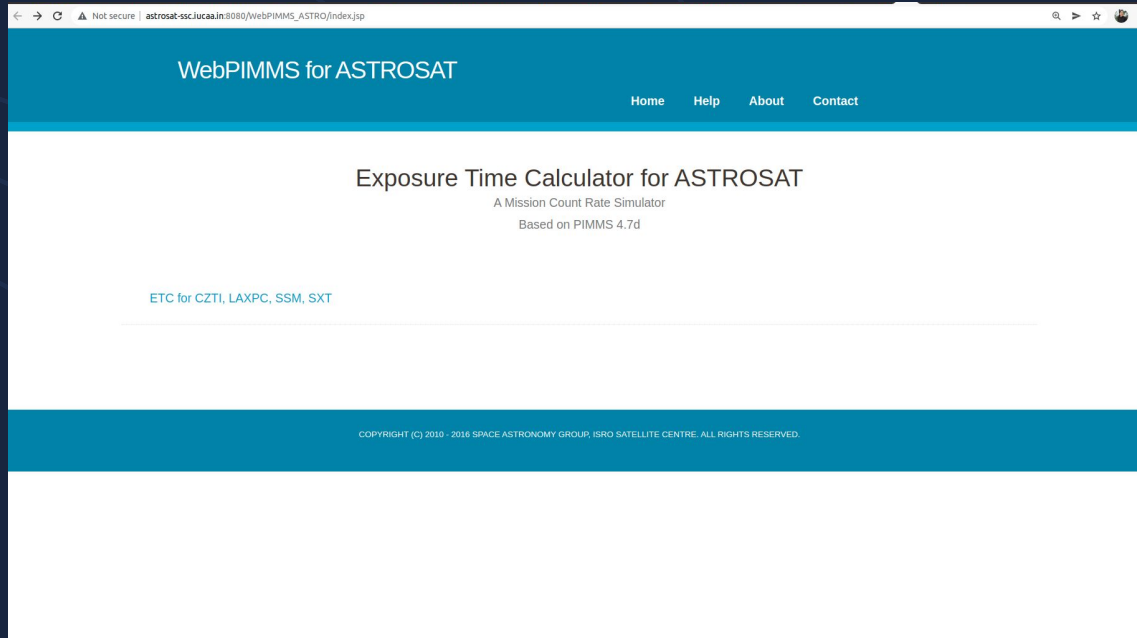 Not secure | astrosat-ssc.iucaa.in:8080/WebPIMMS_ASTRO/index.jsp
WebPIMMS for ASTROSAT
Home Help About Contact
Exposure Time Calculator for ASTROSAT
A Mission Count Rate Simulator
Based on PIMMS 4.7d
ETC for CZTI, LAXPC, SSM, SXT
COPYRIGHT (C) 2010 - 2016 SPACE ASTRONOMY GROUP, ISRO SATELLITE CENTRE. ALL RIGHTS RESERVED.